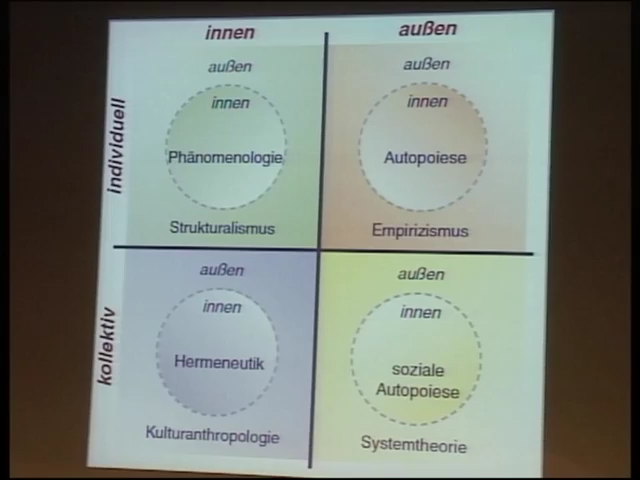 innen
außen
individuell
außen
innen
Phänomenologie
Strukturalismus
außen
innen
Autopoiese
Empirizismus
kollektiv
außen
innen
Hermeneutik
Kulturanthropologie
außen
innen
soziale
Autopoiese
Systemtheorie